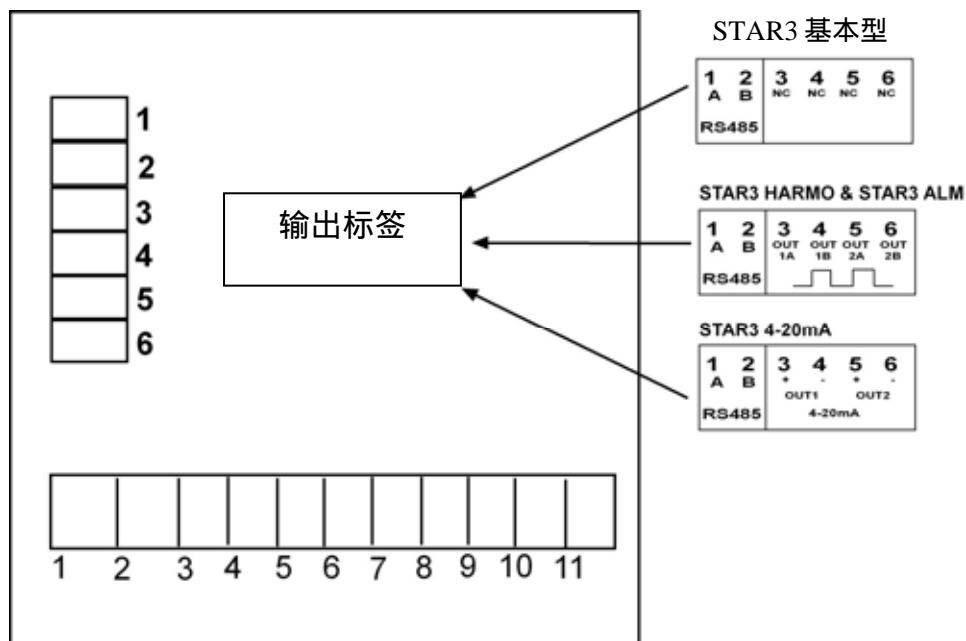 STAR3 基本型
1 2 3 4 5 6
A B NC NC NC NC
RS485
STAR3 HARMO & STAR3 ALM
1 2 3 4 5 6
A B OUT OUT OUT OUT
1A 1B 2A 2B
RS485
STAR3 4-20mA
1 2 3 4 5 6
A B + - + -
OUT1 OUT2
RS485 4-20mA
输出标签
1
2
3
4
5
6
1 2 3 4 5 6 7 8 9 10 11